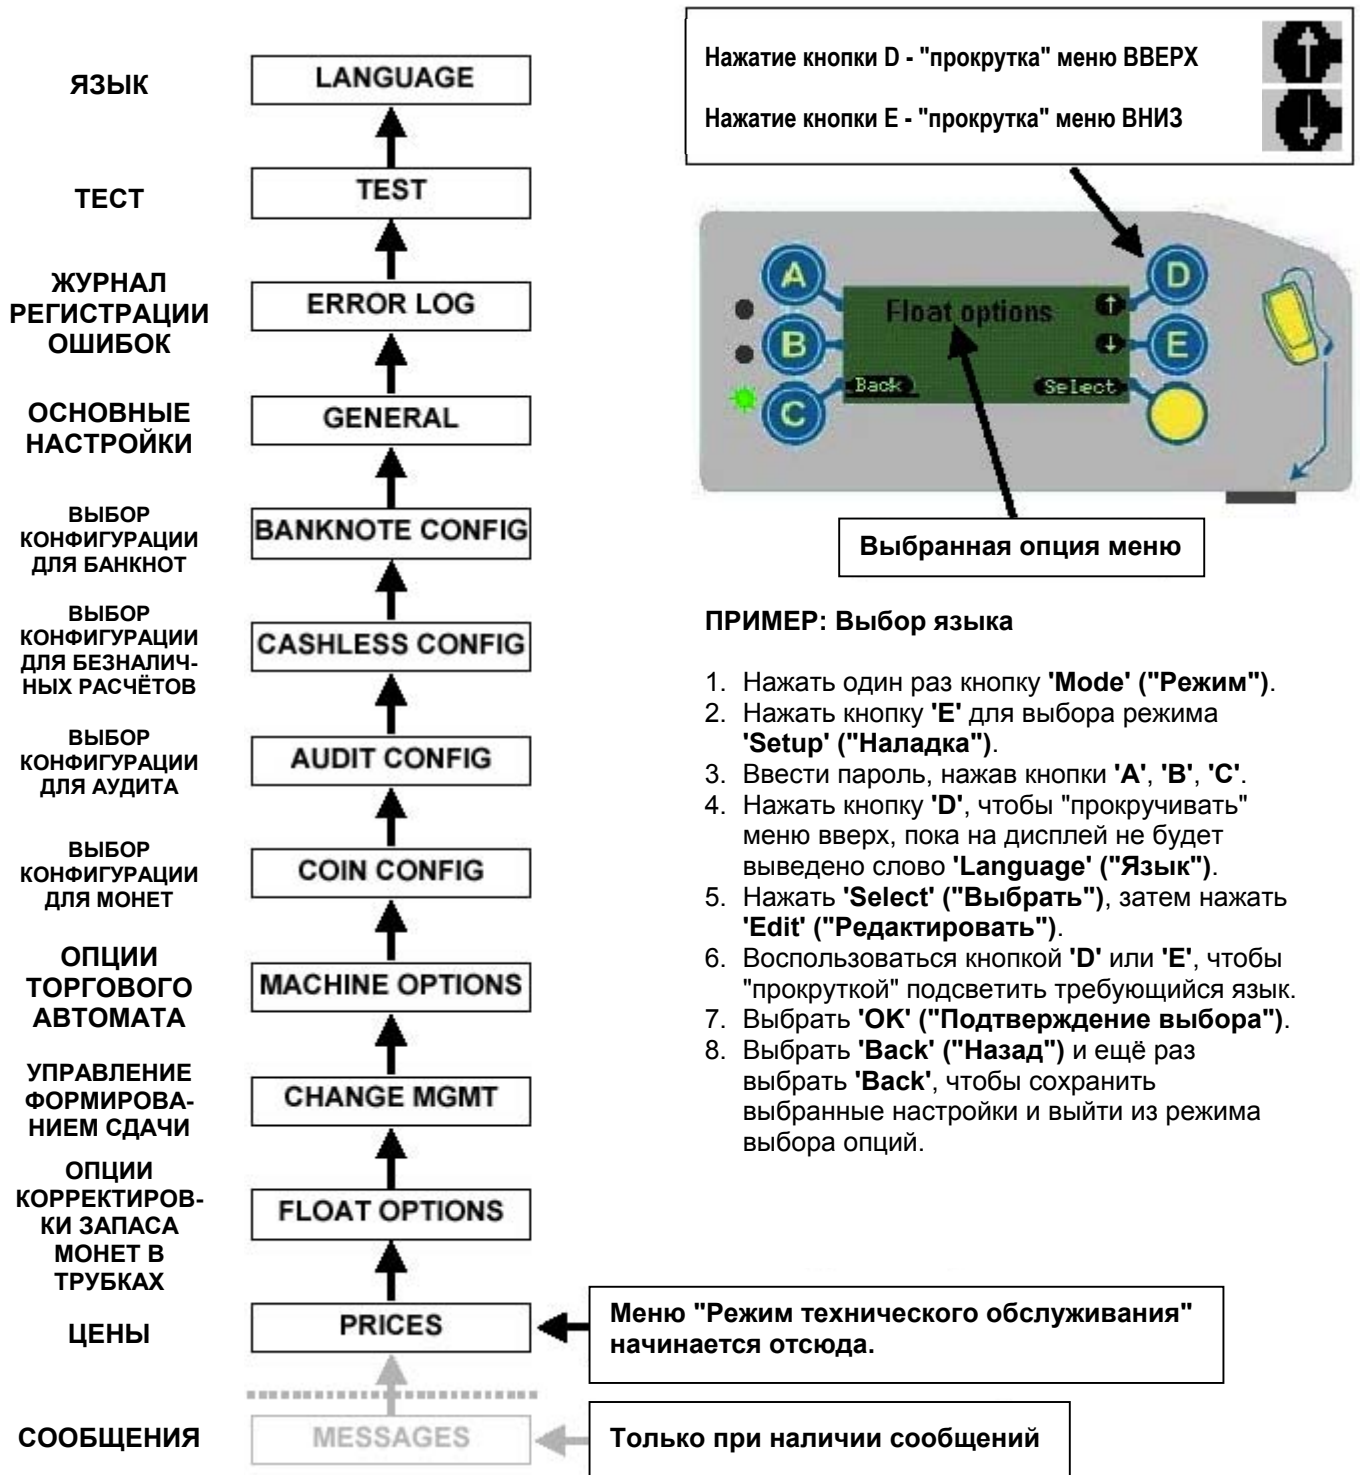 Нажатие кнопки D - "прокрутка" меню ВВЕРХ
Нажатие кнопки E - "прокрутка" меню ВНИЗ
ЯЗЫК
LANGUAGE
ТЕСТ
TEST
ЖУРНАЛ
РЕГИСТРАЦИИ
ОШИБОК
ERROR LOG
ОСНОВНЫЕ
НАСТРОЙКИ
GENERAL
ВЫБОР
КОНФИГУРАЦИИ
ДЛЯ БАНКНОТ
BANKNOTE CONFIG
ВЫБОР
КОНФИГУРАЦИИ
ДЛЯ БЕЗНАЛИЧ-
НЫХ РАСЧЁТОВ
CASHLESS CONFIG
ВЫБОР
КОНФИГУРАЦИИ
ДЛЯ АУДИТА
AUDIT CONFIG
ВЫБОР
КОНФИГУРАЦИИ
ДЛЯ МОНЕТ
COIN CONFIG
ОПЦИИ
ТОРГОВОГО
АВТОМАТА
MACHINE OPTIONS
УПРАВЛЕНИЕ
ФОРМИРОВА-
НИЕМ СДАЧИ
CHANGE MGMT
ОПЦИИ
КОРРЕКТИРОВ-
КИ ЗАПАСА
МОНЕТ В
ТРУБКАХ
FLOAT OPTIONS
ЦЕНЫ
PRICES
Меню "Режим технического обслуживания"
начинается отсюда.
СООБЩЕНИЯ
MESSAGES
Только при наличии сообщений
A
B
C
D
E
Float options
Back
Select
Выбранная опция меню
ПРИМЕР: Выбор языка
1. Нажать один раз кнопку 'Mode' ("Режим").
2. Нажать кнопку 'E' для выбора режима
'Setup' ("Наладка").
3. Ввести пароль, нажав кнопки 'A', 'B', 'C'.
4. Нажать кнопку 'D', чтобы "прокручивать"
меню вверх, пока на дисплей не будет
выведено слово 'Language' ("Язык").
5. Нажать 'Select' ("Выбрать"), затем нажать
'Edit' ("Редактировать").
6. Воспользоваться кнопкой 'D' или 'E', чтобы
"прокруткой" подсветить требующийся язык.
7. Выбрать 'OK' ("Подтверждение выбора").
8. Выбрать 'Back' ("Назад") и ещё раз
выбрать 'Back', чтобы сохранить
выбранные настройки и выйти из режима
выбора опций.